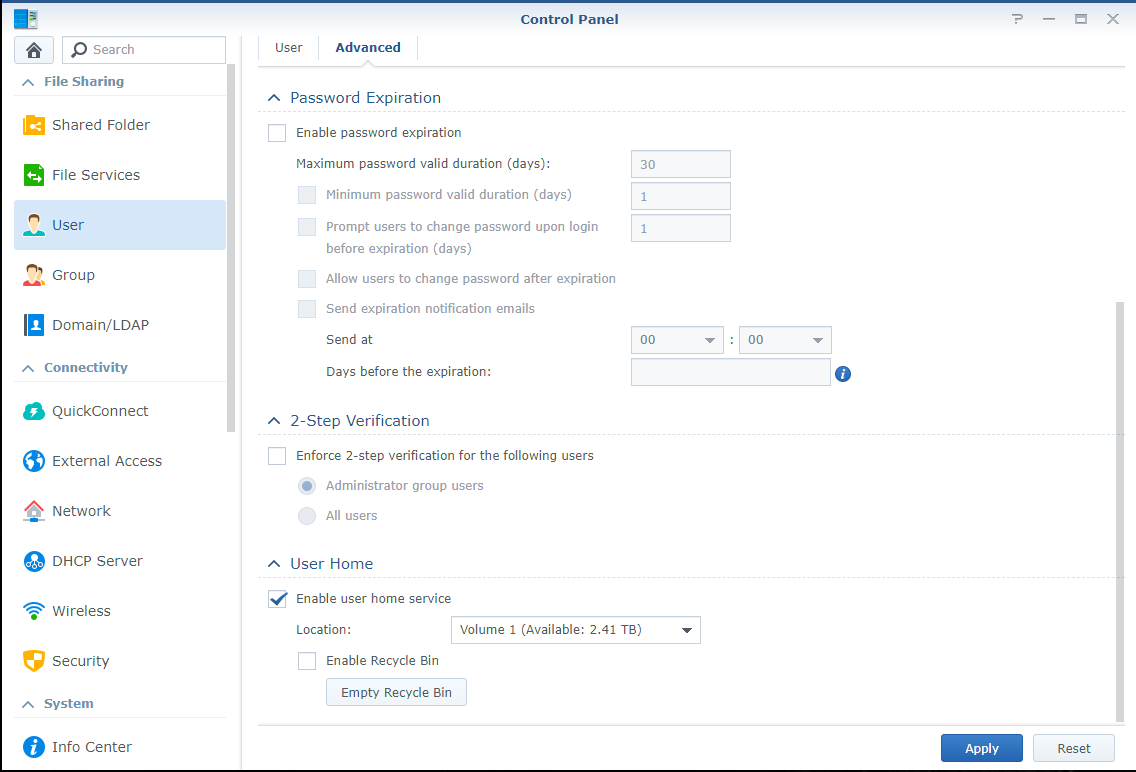 Control Panel
Search
File Sharing
Shared Folder
File Services
User
Group
Domain/LDAP
Connectivity
QuickConnect
External Access
Network
DHCP Server
Wireless
Security
System
Info Center
User
Advanced
Password Expiration
Enable password expiration
Maximum password valid duration (days):
30
Minimum password valid duration (days)
1
Prompt users to change password upon login
before expiration (days)
1
Allow users to change password after expiration
Send expiration notification emails
Send at
00 : 00
Days before the expiration:
2-Step Verification
Enforce 2-step verification for the following users
Administrator group users
All users
User Home
Enable user home service
Location:
Volume 1 (Available: 2.41 TB)
Enable Recycle Bin
Empty Recycle Bin
Apply
Reset